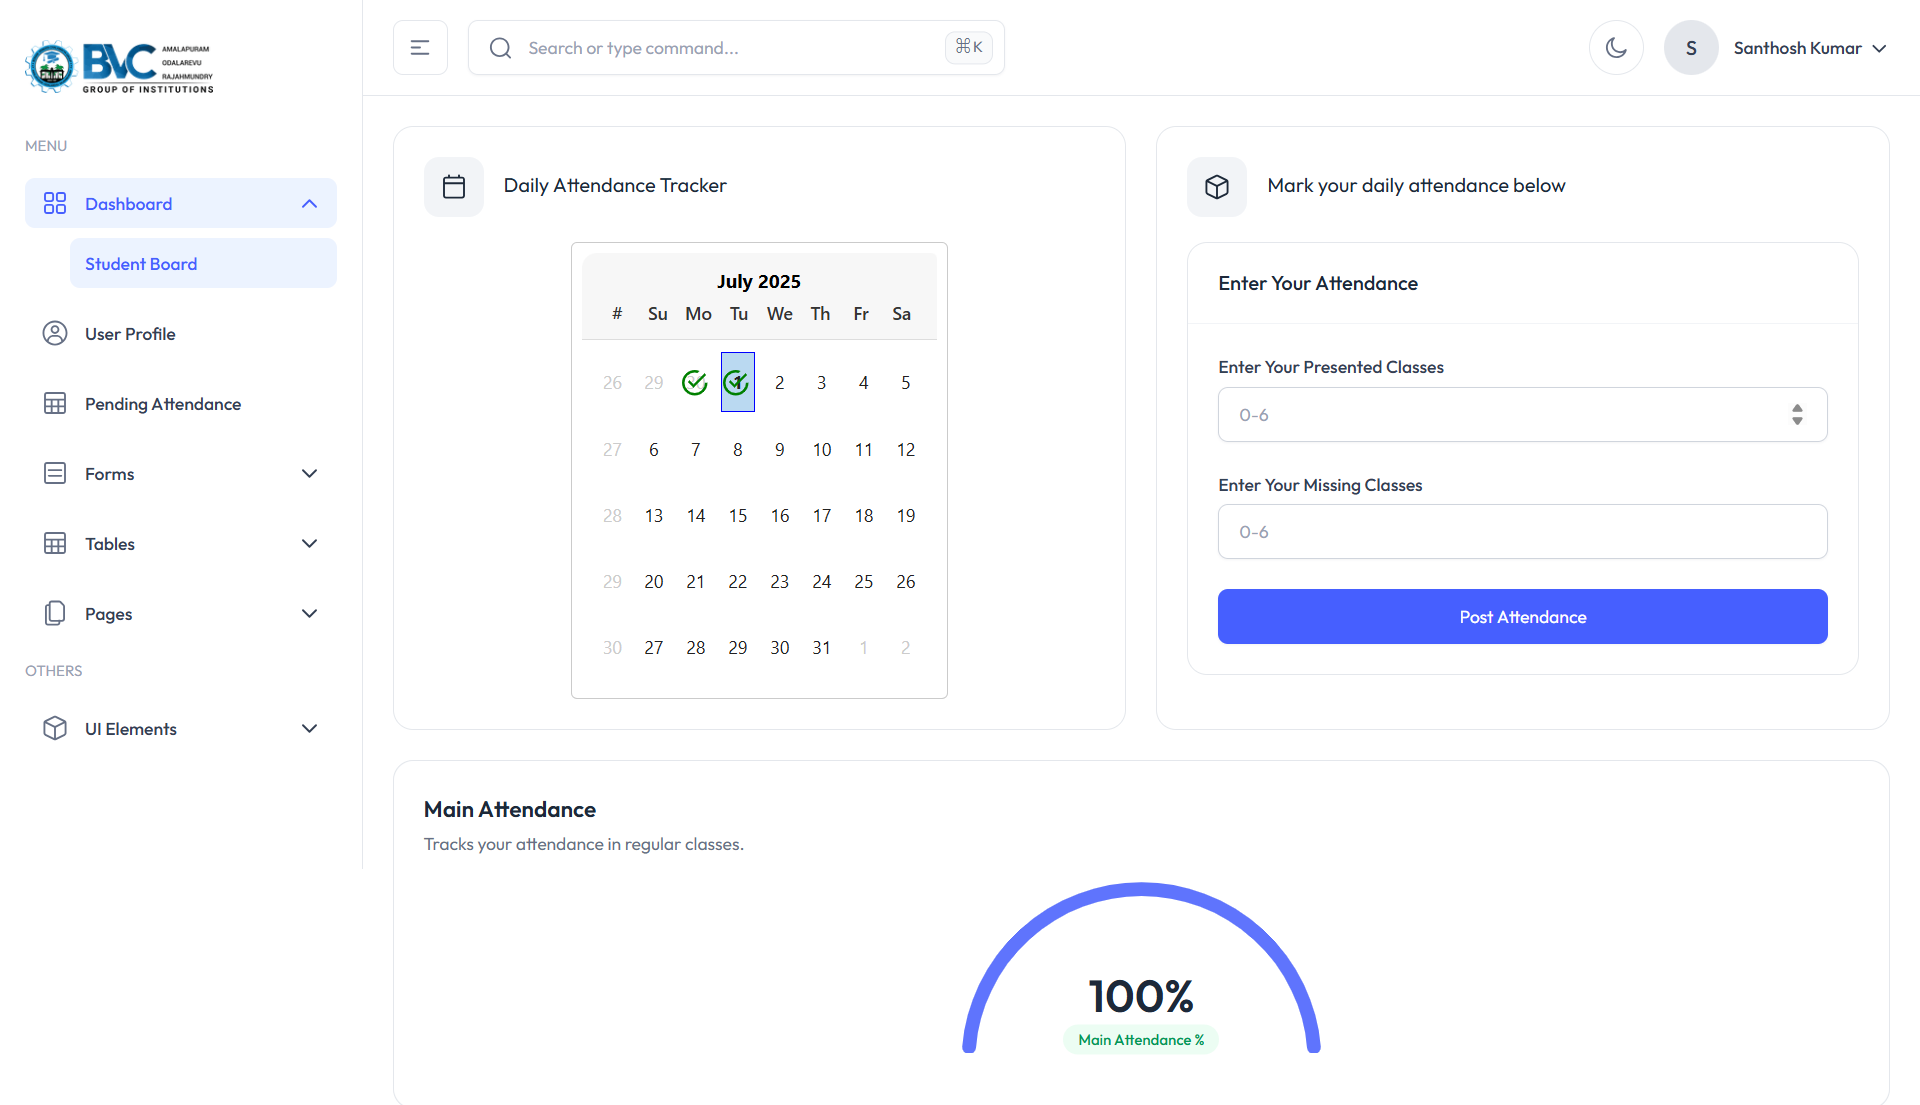 BVC
AMALAPURAM
ODALAREVU
RAJAHMUNDRY
GROUP OF INSTITUTIONS
Search or type command...
⌘K
S
Santhosh Kumar
MENU
Dashboard
Student Board
User Profile
Pending Attendance
Forms
Tables
Pages
OTHERS
UI Elements
Daily Attendance Tracker
July 2025
# Su Mo Tu We Th Fr Sa
26 29 30 1 2 3 4 5
27 6 7 8 9 10 11 12
28 13 14 15 16 17 18 19
29 20 21 22 23 24 25 26
30 27 28 29 30 31 1 2
Mark your daily attendance below
Enter Your Attendance
Enter Your Presented Classes
0-6
Enter Your Missing Classes
0-6
Post Attendance
Main Attendance
Tracks your attendance in regular classes.
100%
Main Attendance %